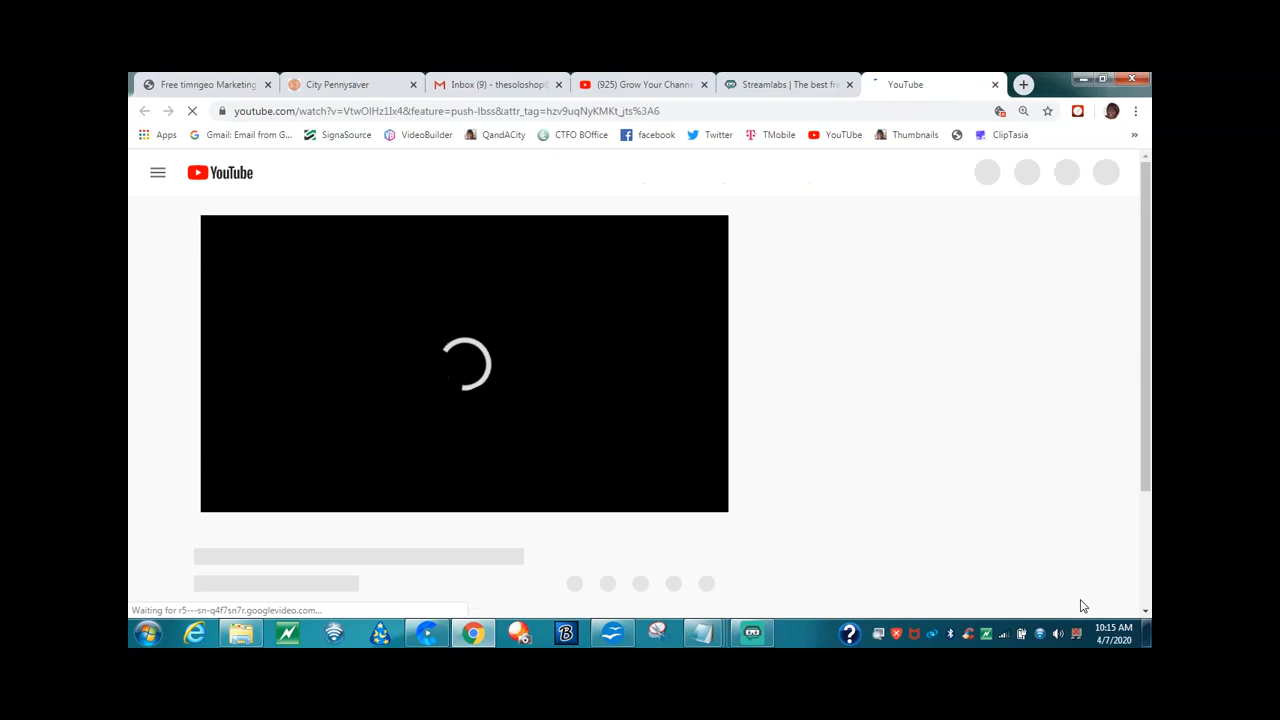 Free timngeo Marketing
City Pennysaver
Inbox (9) - thesoloshop@
(925) Grow Your Channe
Streamlabs | The best fre
YouTube
youtube.com/watch?v=VtwOlHz1Ix4&feature=push-lbss&attr_tag=hzv9uqNyKMKt_jts%3A6
Apps
Gmail: Email from G...
SignaSource
VideoBuilder
QandACity
CTFO BOffice
facebook
Twitter
TMobile
YouTUbe
Thumbnails
ClipTasia
YouTube
Waiting for r5---sn-q4f7sn7r.googlevideo.com...
10:15 AM
4/7/2020